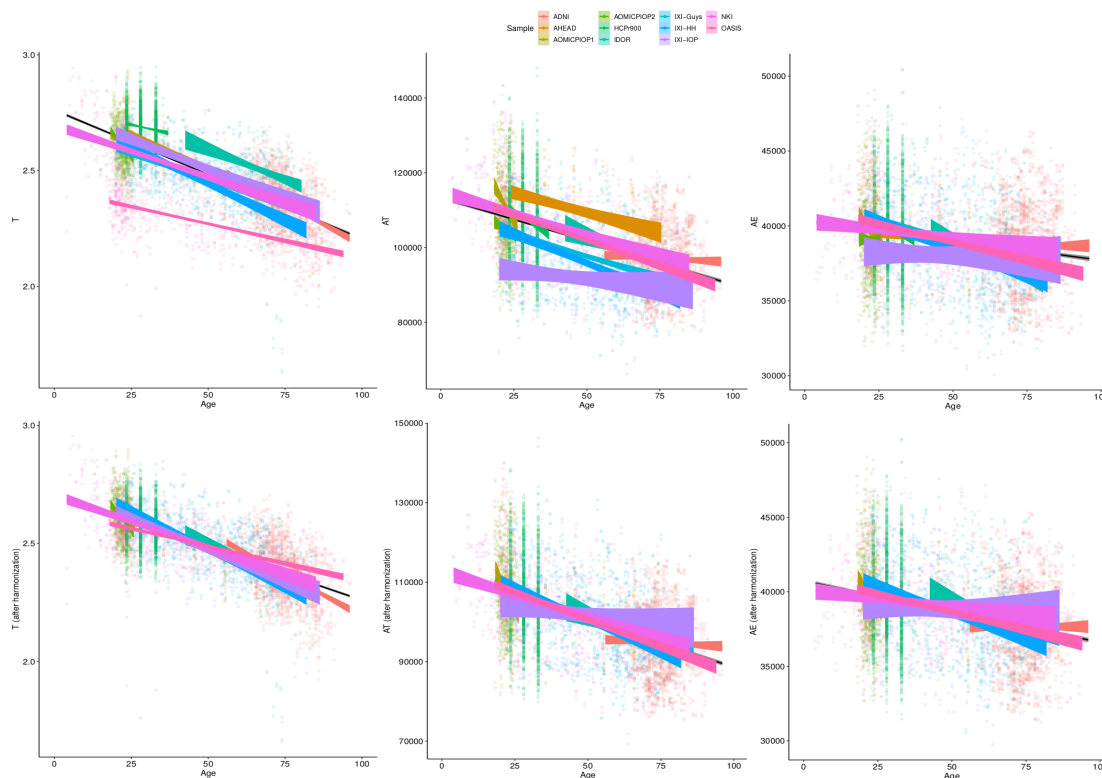 Sample
ADNI AOMICPIOP2 IXI-Guys NKI
AHEAD HCPr900 IXI-HH OASIS
AOMICPIOP1 IDOR IXI-IOP
3.0
2.5
2.0
T
0 25 50 75 100
Age
140000
120000
100000
80000
AT
0 25 50 75 100
Age
50000
45000
40000
35000
30000
AE
0 25 50 75 100
Age
3.0
2.5
2.0
T (after harmonization)
0 25 50 75 100
Age
150000
130000
110000
90000
70000
AT (after harmonization)
0 25 50 75 100
Age
50000
45000
40000
35000
30000
AE (after harmonization)
0 25 50 75
Age